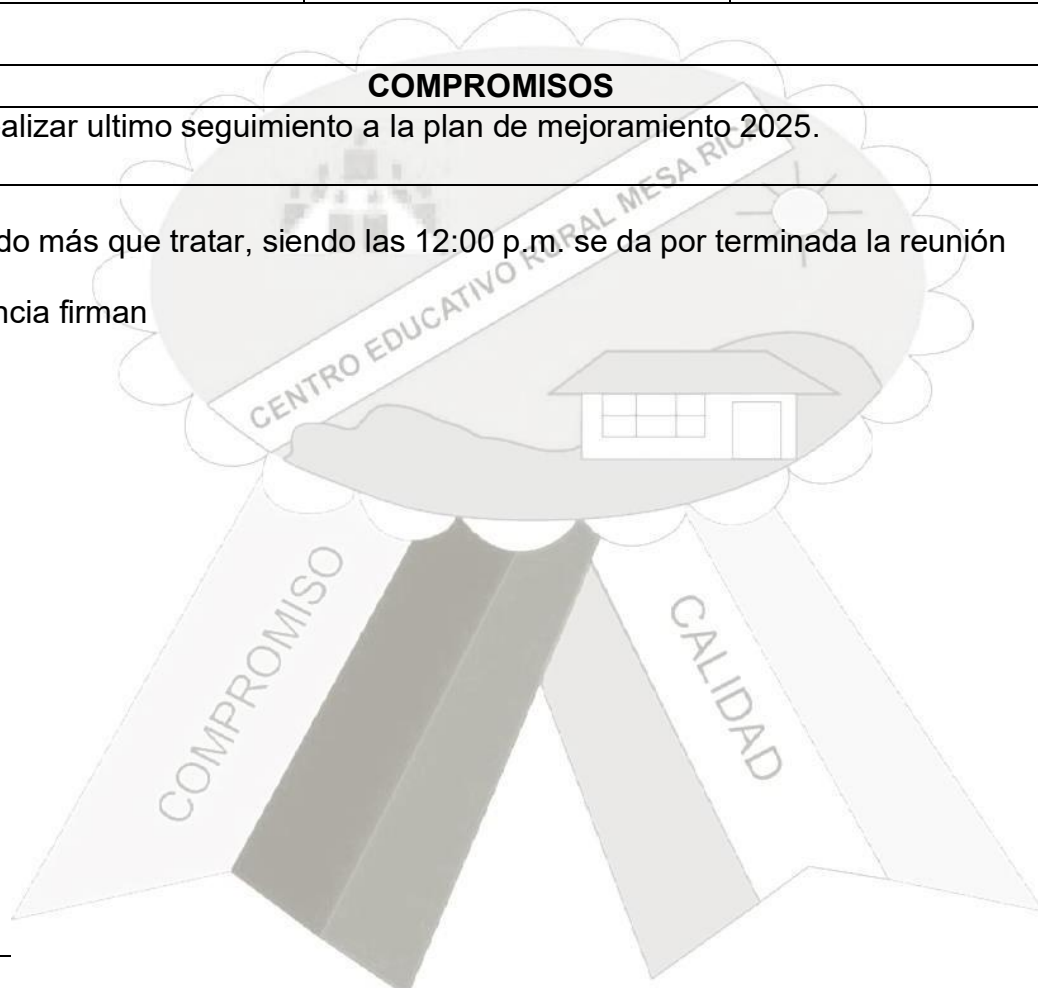 COMPROMISOS
alizar ultimo seguimiento a la plan de mejoramiento 2025.
do más que tratar, siendo las 12:00 p.m. se da por terminada la reunión
ncia firman
CENTRO EDUCATIVO RURAL MESA RICA
COMPROMISO
CALIDAD